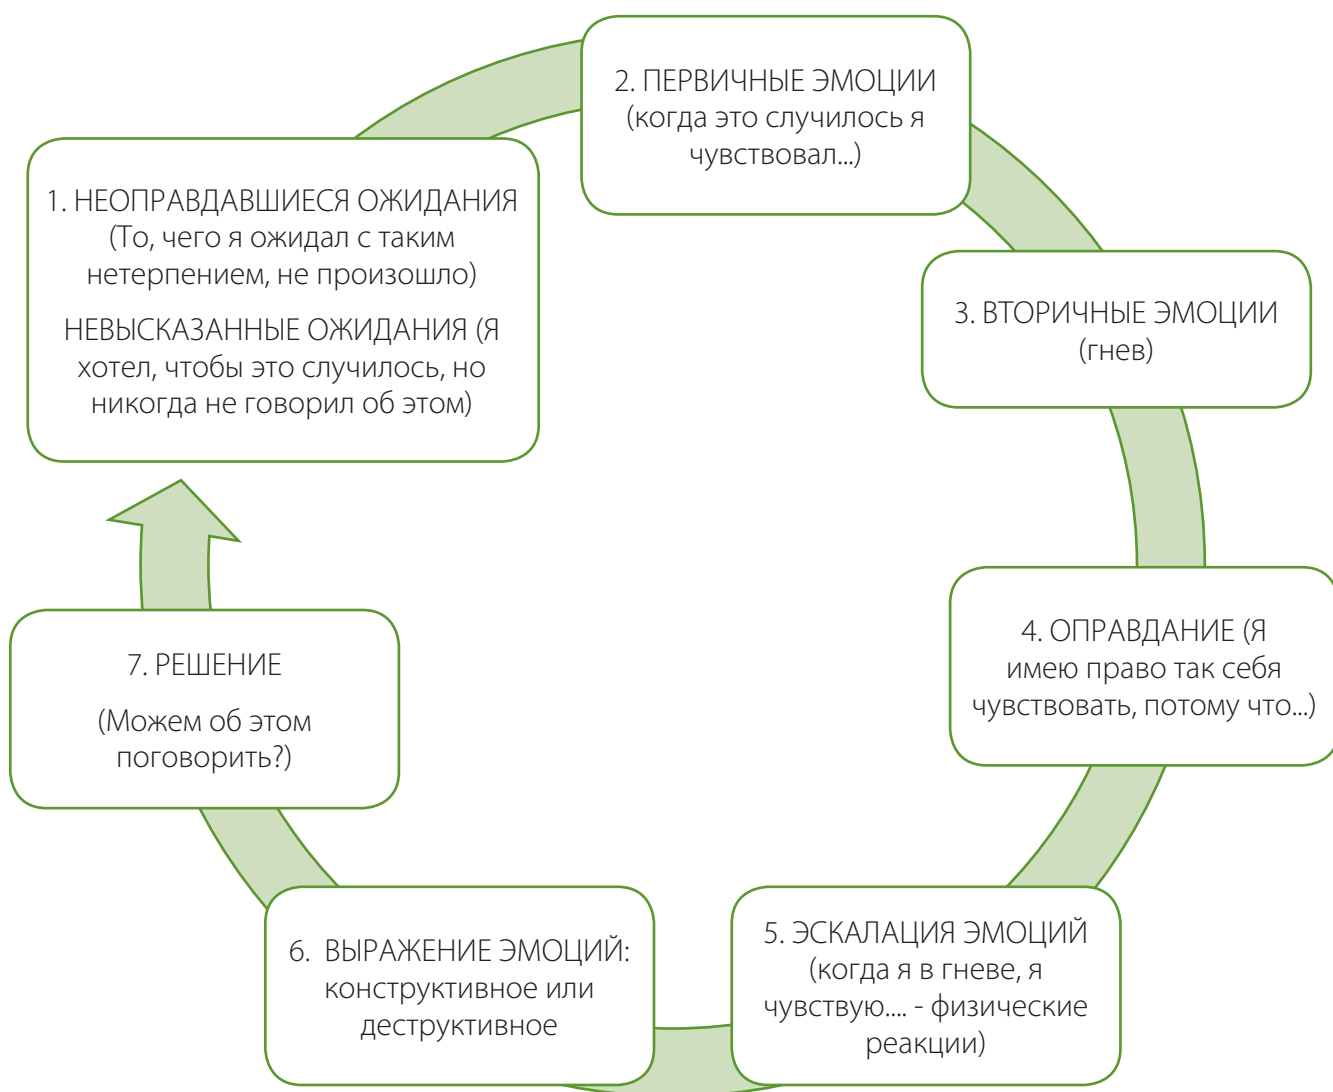 1. НЕОПРАВДАВШИЕСЯ ОЖИДАНИЯ
(То, чего я ожидал с таким
нетерпением, не произошло)
НЕВЫСКАЗАННЫЕ ОЖИДАНИЯ (Я
хотел, чтобы это случилось, но
никогда не говорил об этом)
2. ПЕРВИЧНЫЕ ЭМОЦИИ
(когда это случилось я
чувствовал...)
3. ВТОРИЧНЫЕ ЭМОЦИИ
(гнев)
4. ОПРАВДАНИЕ (Я
имею право так себя
чувствовать, потому что...)
5. ЭСКАЛАЦИЯ ЭМОЦИЙ
(когда я в гневе, я
чувствую.... - физические
реакции)
6. ВЫРАЖЕНИЕ ЭМОЦИЙ:
конструктивное или
деструктивное
7. РЕШЕНИЕ
(Можем об этом
поговорить?)